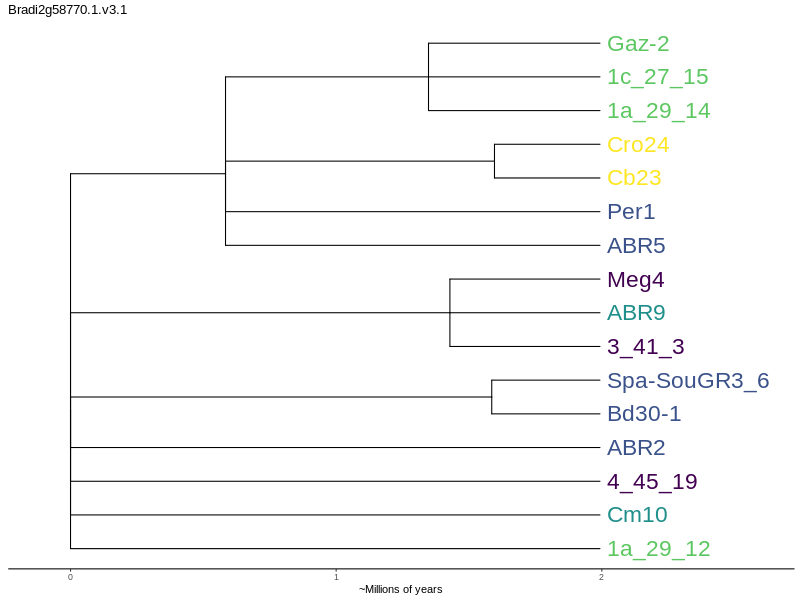 Bradi2g58770.1.v3.1
Gaz-2
1c_27_15
1a_29_14
Cro24
Cb23
Per1
ABR5
Meg4
ABR9
3_41_3
Spa-SouGR3_6
Bd30-1
ABR2
4_45_19
Cm10
1a_29_12
0 1 2
~Millions of years